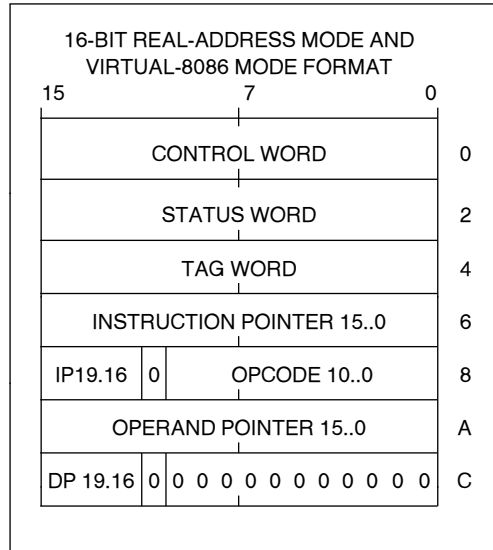 16-BIT REAL-ADDRESS MODE AND
VIRTUAL-8086 MODE FORMAT
15 7 0
CONTROL WORD 0
STATUS WORD 2
TAG WORD 4
INSTRUCTION POINTER 15..0 6
IP19.16 0 OPCODE 10..0 8
OPERAND POINTER 15..0 A
DP 19.16 0 0 0 0 0 0 0 0 0 0 0 0 C